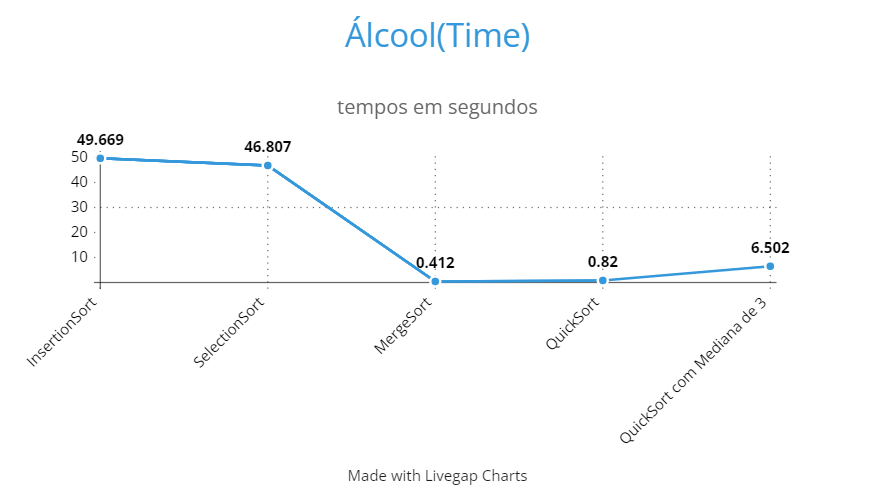 Álcool(Time)
tempos em segundos
49.669
46.807
0.412
0.82
6.502
50
40
30
20
10
InsertionSort
SelectionSort
MergeSort
QuickSort
QuickSort com Mediana de 3
Made with Livegap Charts